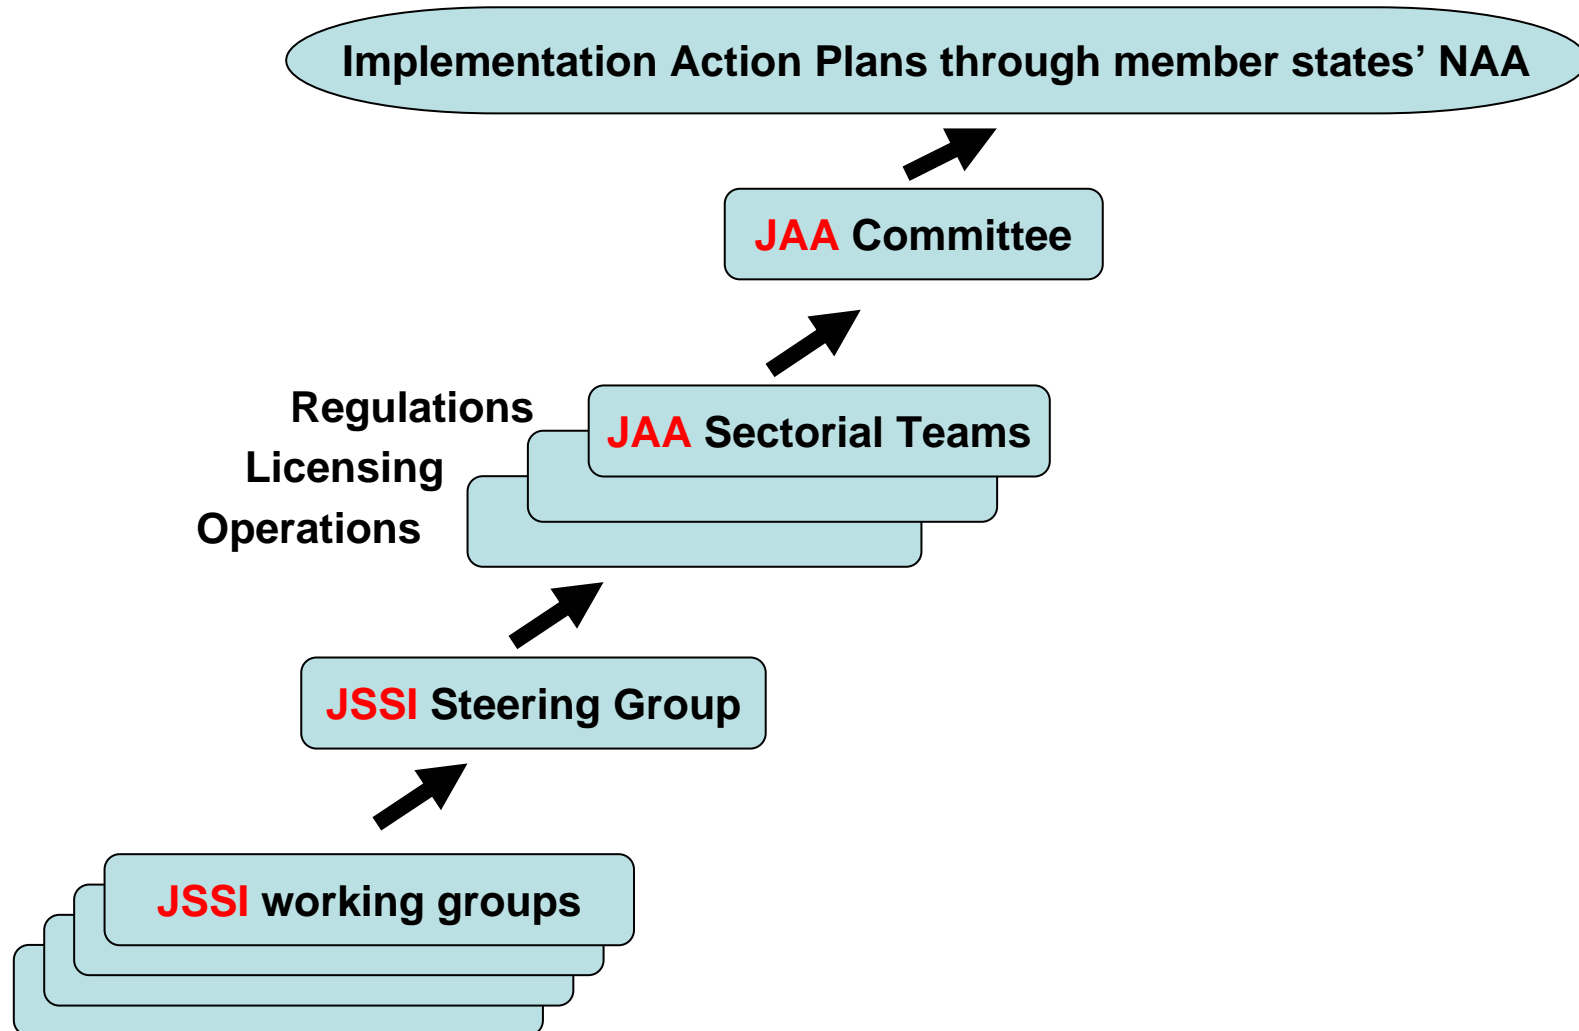 Implementation Action Plans through member states’ NAA
JAA Committee
Regulations
JAA Sectorial Teams
Licensing
Operations
JSSI Steering Group
JSSI working groups